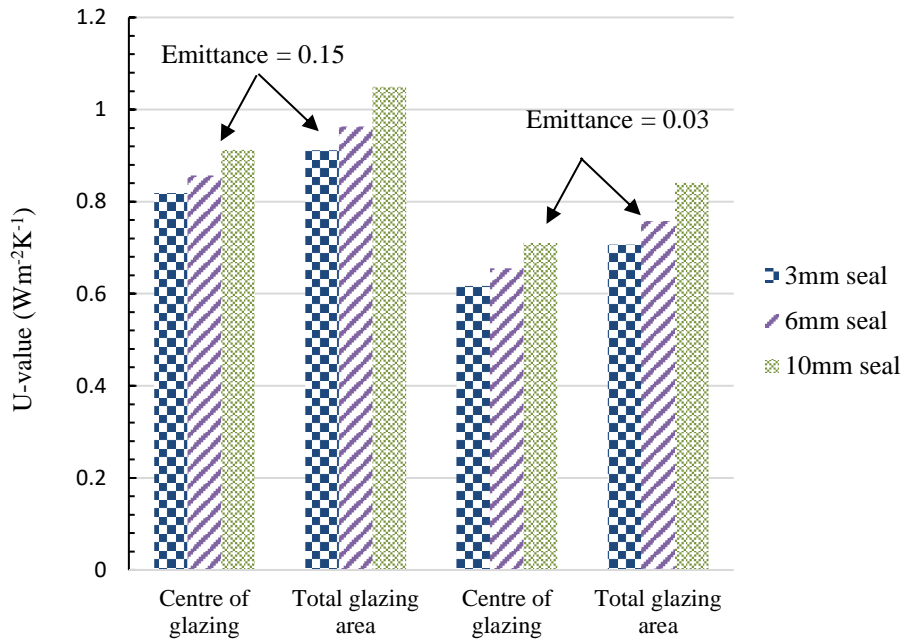 1.2
1
0.8
0.6
0.4
0.2
0
U-value (Wm⁻²K⁻¹)
Emittance = 0.15
Emittance = 0.03
Centre of
glazing
Total glazing
area
Centre of
glazing
Total glazing
area
3mm seal
6mm seal
10mm seal